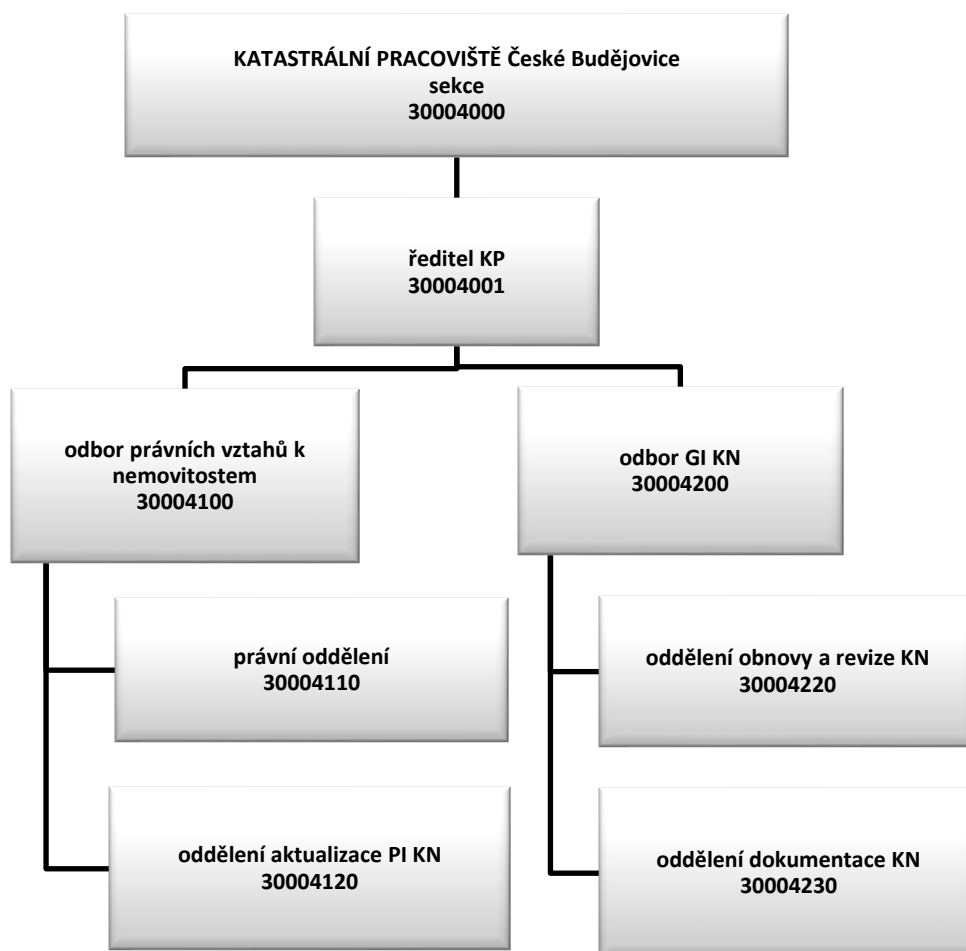 KATASTRÁLNÍ PRACOVIŠTĚ České Budějovice
sekce
30004000
ředitel KP
30004001
odbor právních vztahů k
nemovitostem
30004100
odbor GI KN
30004200
právní oddělení
30004110
oddělení obnovy a revize KN
30004220
oddělení aktualizace PI KN
30004120
oddělení dokumentace KN
30004230